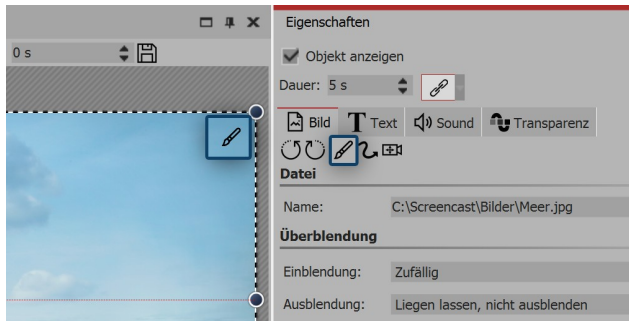 0 s
Eigenschaften
Objekt anzeigen
Dauer: 5 s
Bild Text Sound Transparenz
Datei
Name: C:\Screencast\Bilder\Meer.jpg
Überblendung
Einblendung: Zufällig
Ausblendung: Liegen lassen, nicht ausblenden